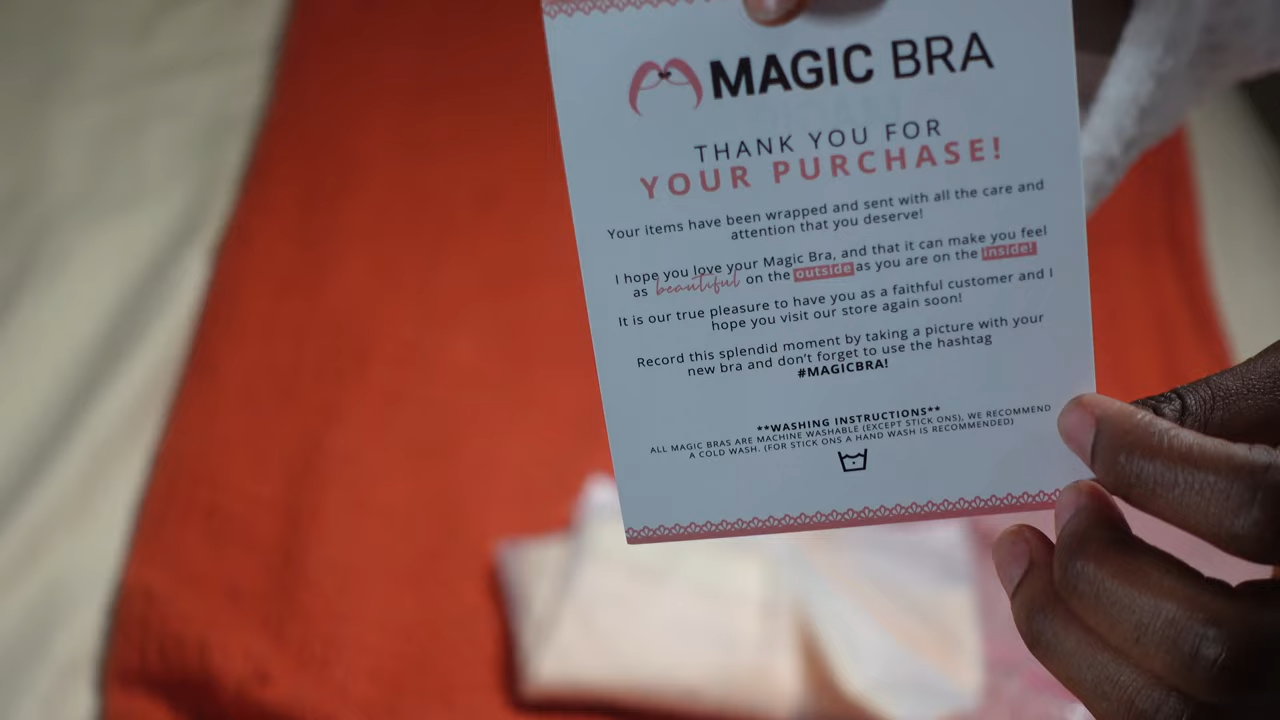 MAGIC BRA
THANK YOU FOR
YOUR PURCHASE!
Your items have been wrapped and sent with all the care and
attention that you deserve!
I hope you love your Magic Bra, and that it can make you feel
as beautiful on the outside as you are on the inside!
It is our true pleasure to have you as a faithful customer and I
hope you visit our store again soon!
Record this splendid moment by taking a picture with your
new bra and don't forget to use the hashtag
#MAGICBRA!
**WASHING INSTRUCTIONS**
ALL MAGIC BRAS ARE MACHINE WASHABLE (EXCEPT STICK ONS), WE RECOMMEND
A COLD WASH. (FOR STICK ONS A HAND WASH IS RECOMMENDED)